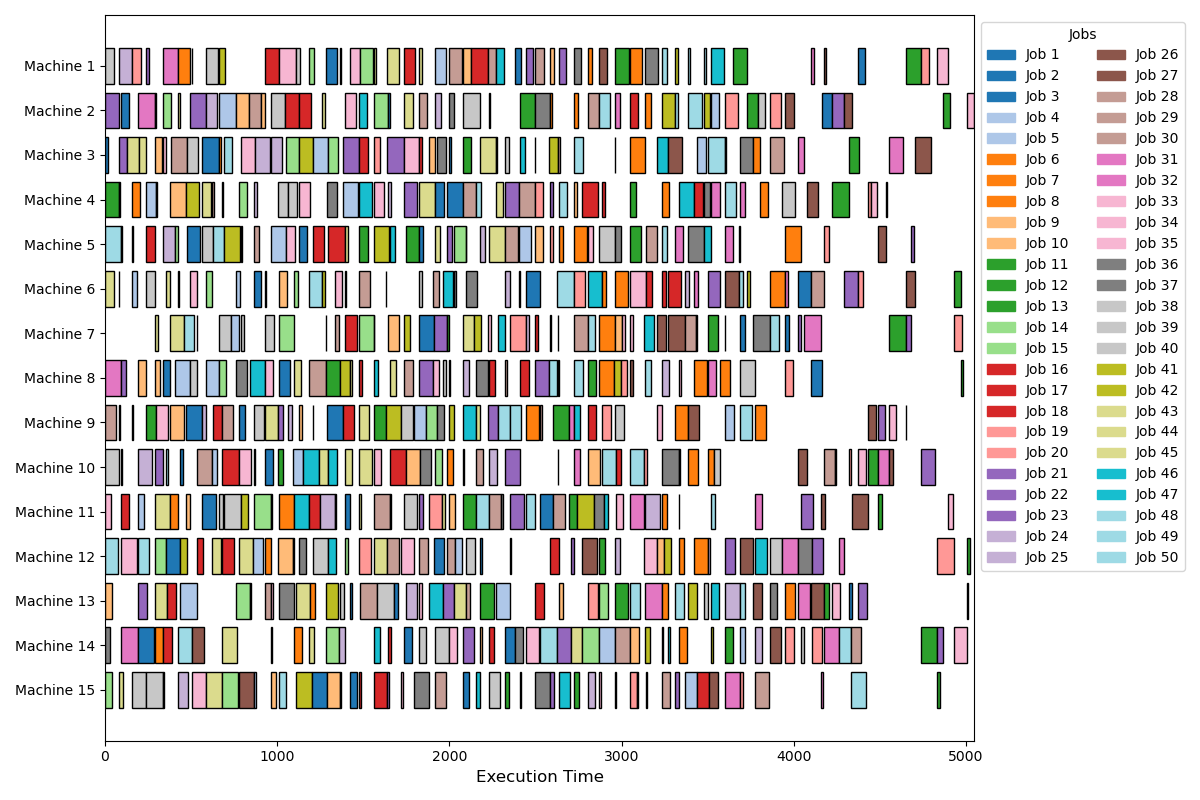 Machine 1
Machine 2
Machine 3
Machine 4
Machine 5
Machine 6
Machine 7
Machine 8
Machine 9
Machine 10
Machine 11
Machine 12
Machine 13
Machine 14
Machine 15
0 1000 2000 3000 4000 5000
Execution Time
Jobs
Job 1 Job 26
Job 2 Job 27
Job 3 Job 28
Job 4 Job 29
Job 5 Job 30
Job 6 Job 31
Job 7 Job 32
Job 8 Job 33
Job 9 Job 34
Job 10 Job 35
Job 11 Job 36
Job 12 Job 37
Job 13 Job 38
Job 14 Job 39
Job 15 Job 40
Job 16 Job 41
Job 17 Job 42
Job 18 Job 43
Job 19 Job 44
Job 20 Job 45
Job 21 Job 46
Job 22 Job 47
Job 23 Job 48
Job 24 Job 49
Job 25 Job 50